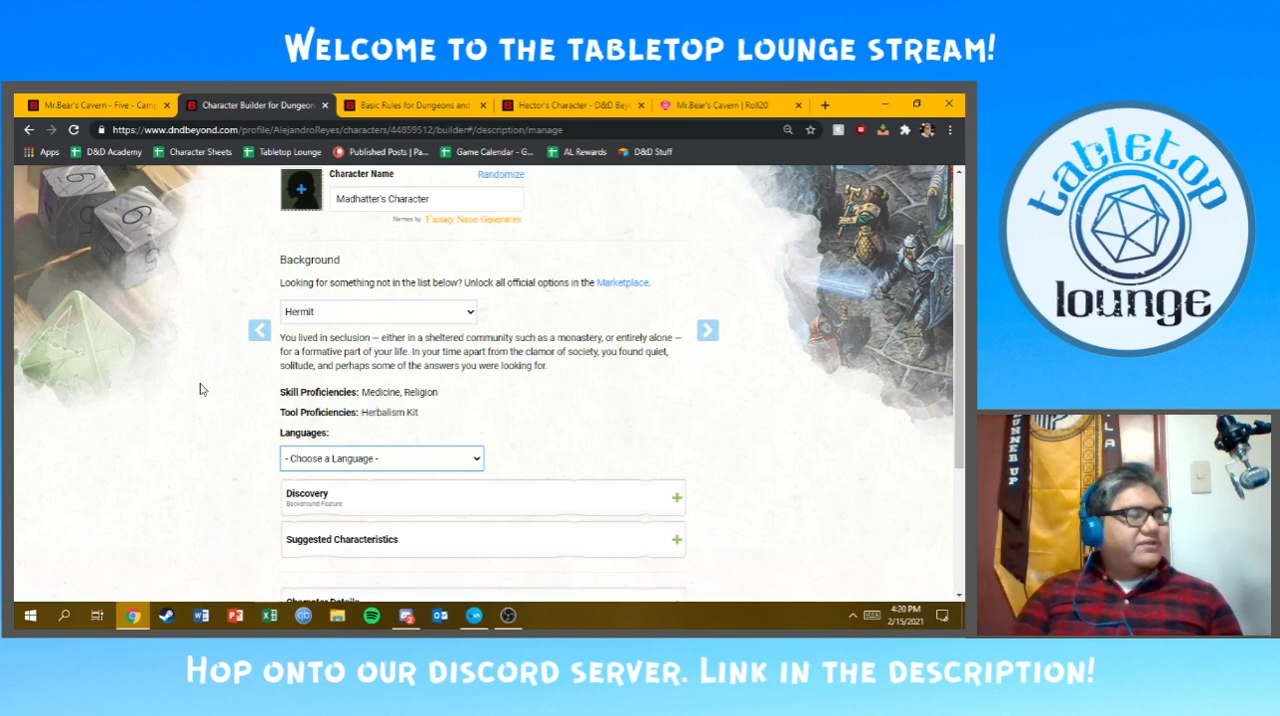 Welcome to the tabletop lounge stream!
Mr.Bear's Cavern - Five - Camp
Character Builder for Dungeon
Basic Rules for Dungeons and
Hector's Character - D&D Bey
Mr.Bear's Cavern | Roll20
https://www.dndbeyond.com/profile/AlejandroReyes/characters/44859512/builder#/description/manage
Apps
D&D Academy
Character Sheets
Tabletop Lounge
Published Posts | Pa...
Game Calendar - G...
AL Rewards
D&D Stuff
Character Name
Randomize
Madhatter's Character
Names by Fantasy Name Generators
Background
Looking for something not in the list below? Unlock all official options in the Marketplace.
Hermit
You lived in seclusion — either in a sheltered community such as a monastery, or entirely alone —
for a formative part of your life. In your time apart from the clamor of society, you found quiet,
solitude, and perhaps some of the answers you were looking for.
Skill Proficiencies: Medicine, Religion
Tool Proficiencies: Herbalism Kit
Languages:
- Choose a Language -
Discovery
Background Feature
Suggested Characteristics
Character Details
4:20 PM
2/15/2021
tabletop
lounge
RUNNER UP
LA
Hop onto our discord server. Link in the description!